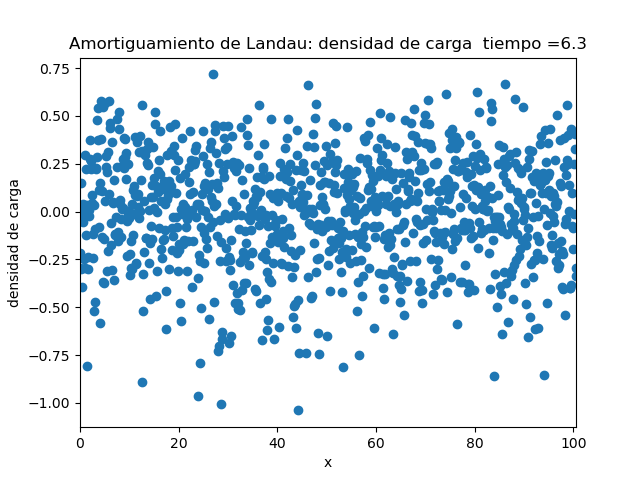 Amortiguamiento de Landau: densidad de carga  tiempo =6.3
0.75
0.50
0.25
0.00
−0.25
−0.50
−0.75
−1.00
densidad de carga
0 20 40 60 80 100
x